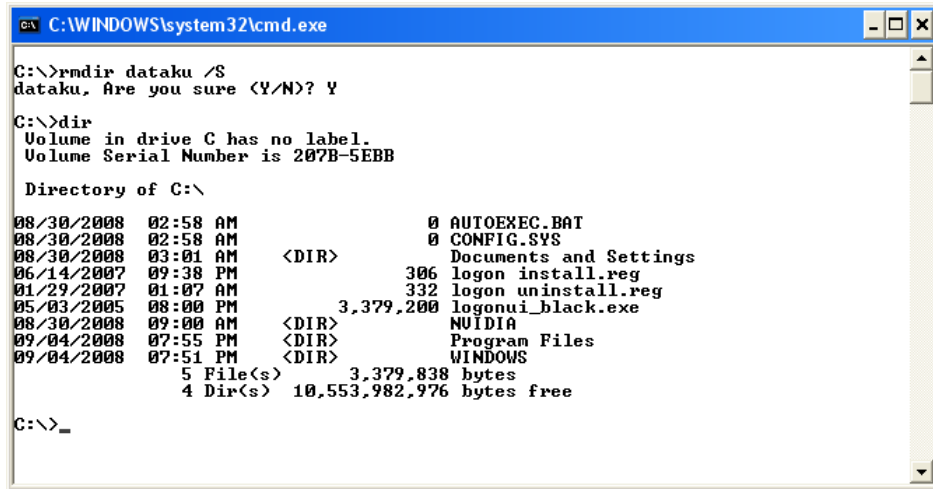 C:\WINDOWS\system32\cmd.exe
C:\>rmdir dataku /S
dataku, Are you sure (Y/N)? Y
C:\>dir
Volume in drive C has no label.
Volume Serial Number is 207B-5EBB
Directory of C:\
08/30/2008  02:58 AM                 0 AUTOEXEC.BAT
08/30/2008  02:58 AM                 0 CONFIG.SYS
08/30/2008  03:01 AM    <DIR>          Documents and Settings
06/14/2007  09:38 PM               306 logon install.reg
01/29/2007  01:07 AM               332 logon uninstall.reg
05/03/2005  08:00 PM         3,379,200 logonui_black.exe
08/30/2008  09:00 AM    <DIR>          NVIDIA
09/04/2008  07:55 PM    <DIR>          Program Files
09/04/2008  07:51 PM    <DIR>          WINDOWS
5 File(s)      3,379,838 bytes
4 Dir(s)  10,553,982,976 bytes free
C:\>_